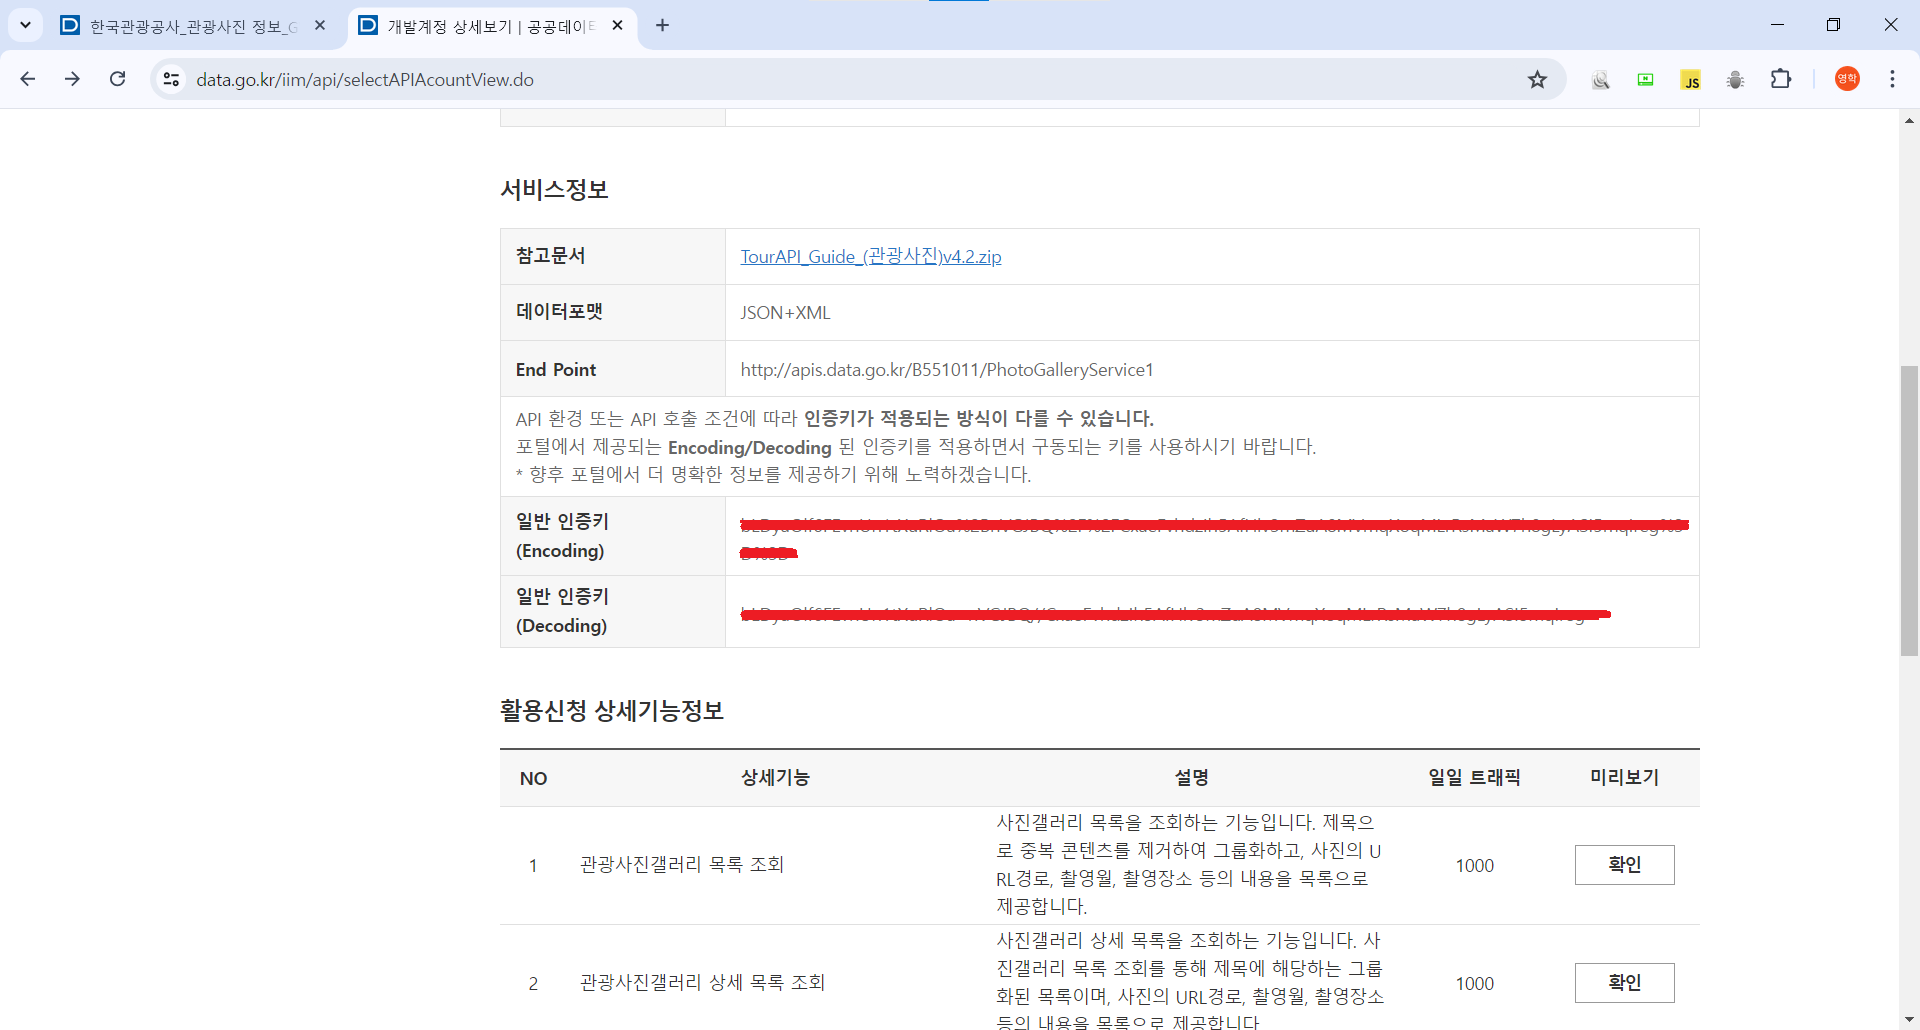 한국관광공사_관광사진 정보_G
개발계정 상세보기 | 공공데이터
data.go.kr/iim/api/selectAPIAcountView.do
JS
영학
서비스정보
참고문서
TourAPI_Guide_(관광사진)v4.2.zip
데이터포맷
JSON+XML
End Point
http://apis.data.go.kr/B551011/PhotoGalleryService1
API 환경 또는 API 호출 조건에 따라 인증키가 적용되는 방식이 다를 수 있습니다.
포털에서 제공되는 Encoding/Decoding 된 인증키를 적용하면서 구동되는 키를 사용하시기 바랍니다.
* 향후 포털에서 더 명확한 정보를 제공하기 위해 노력하겠습니다.
일반 인증키
(Encoding)
일반 인증키
(Decoding)
활용신청 상세기능정보
NO 상세기능 설명 일일 트래픽 미리보기
사진갤러리 목록을 조회하는 기능입니다. 제목으
로 중복 콘텐츠를 제거하여 그룹화하고, 사진의 U
1 관광사진갤러리 목록 조회 1000 확인
RL경로, 촬영월, 촬영장소 등의 내용을 목록으로
제공합니다.
사진갤러리 상세 목록을 조회하는 기능입니다. 사
진갤러리 목록 조회를 통해 제목에 해당하는 그룹
2 관광사진갤러리 상세 목록 조회 1000 확인
화된 목록이며, 사진의 URL경로, 촬영월, 촬영장소
등의 내용을 목록으로 제공합니다